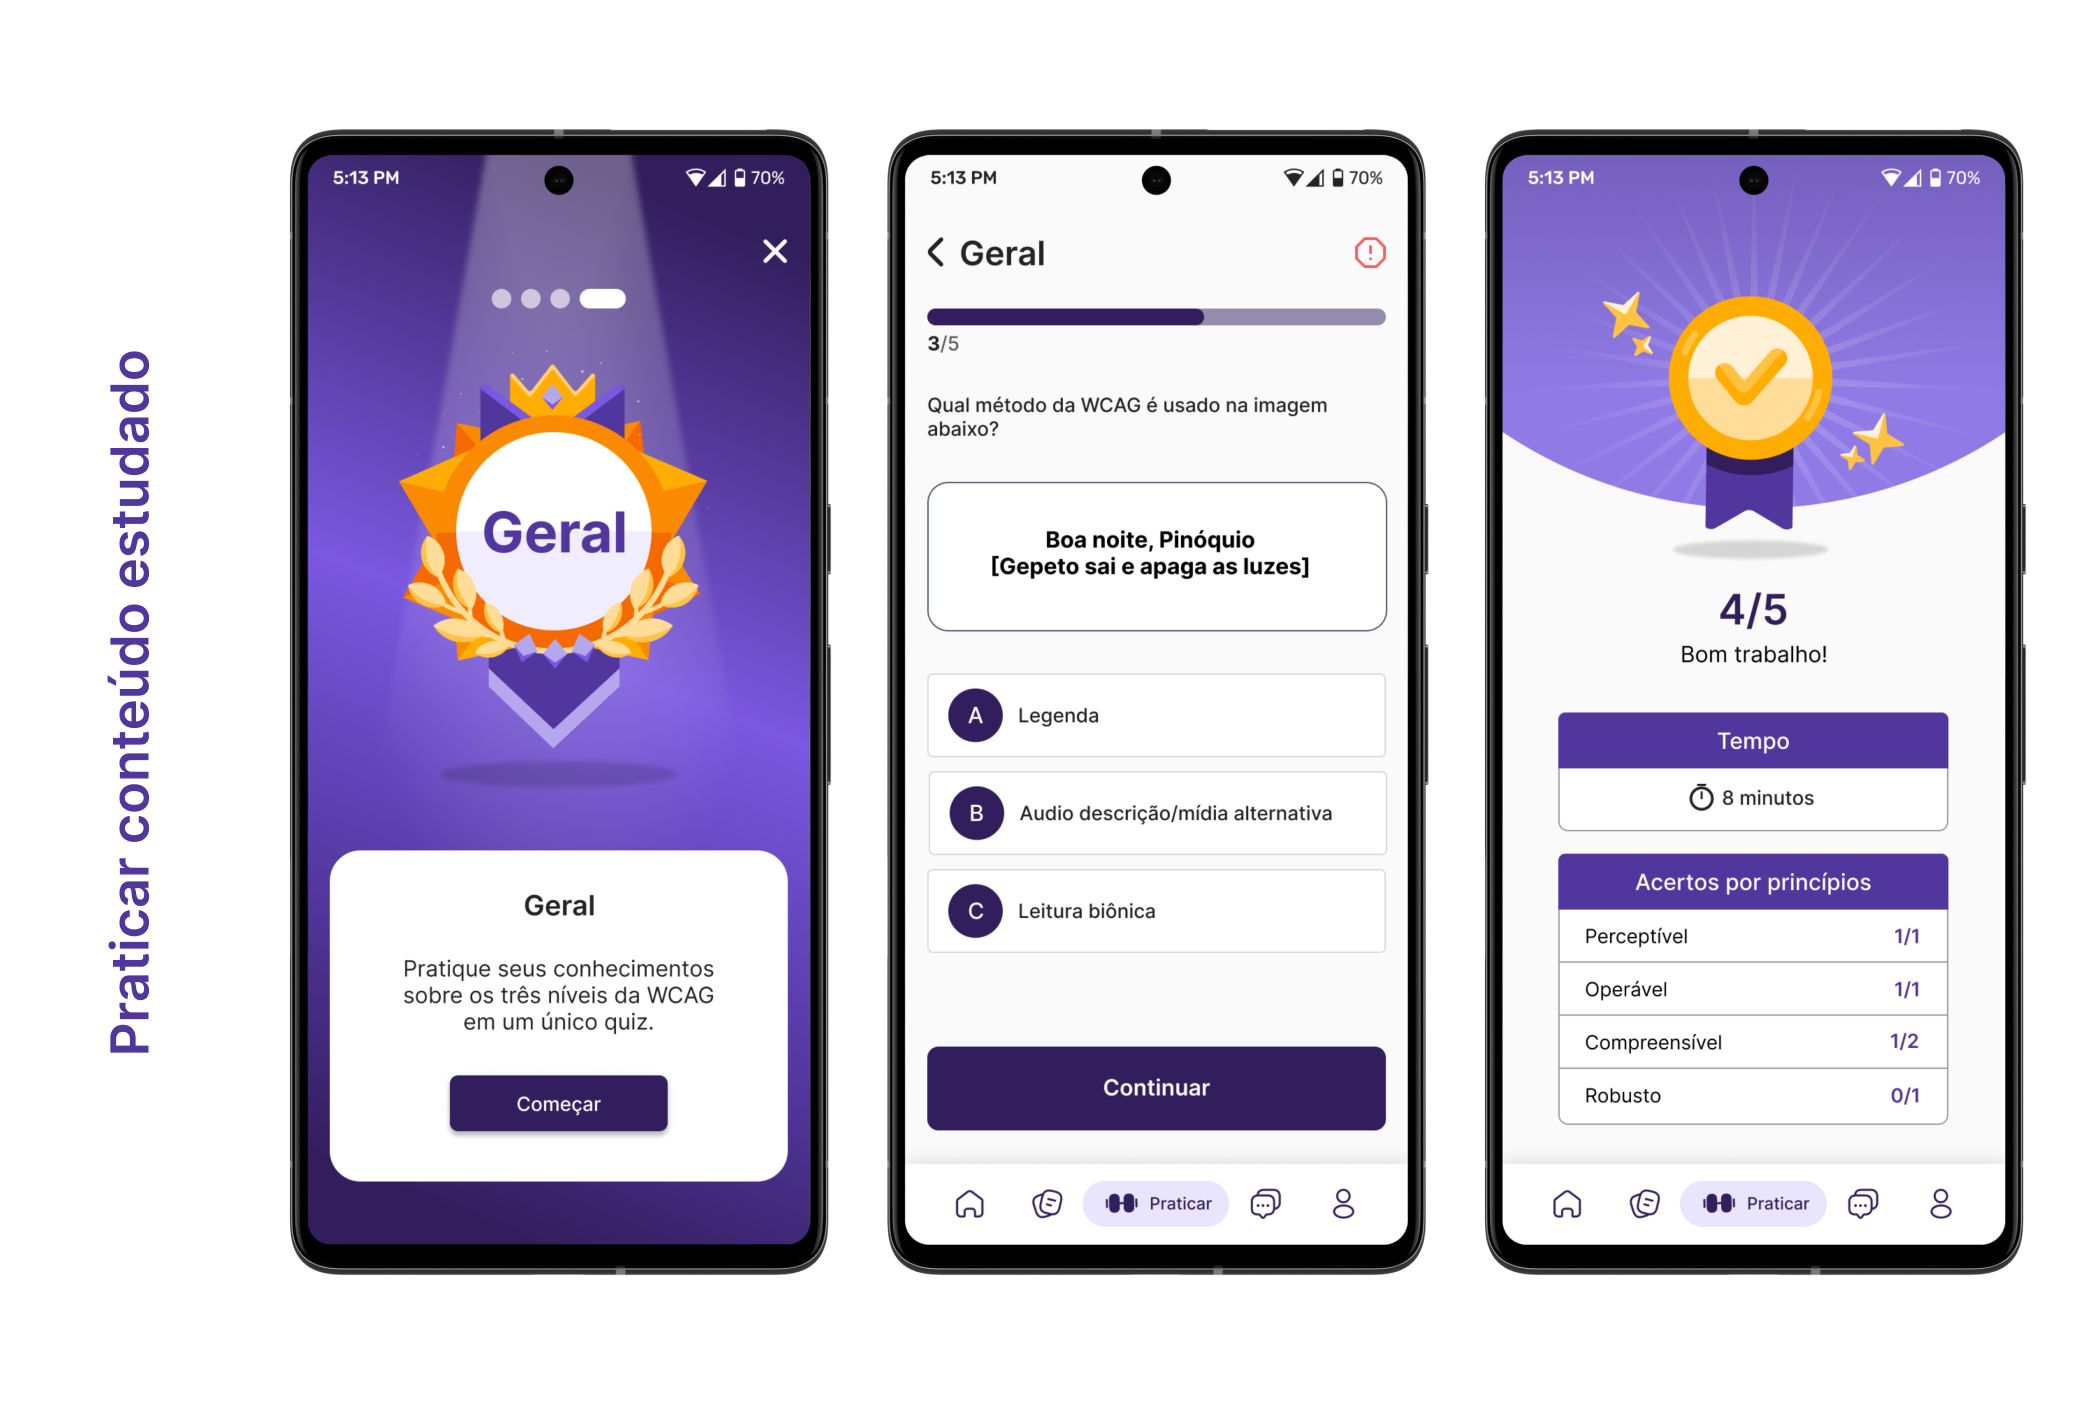 Praticar conteúdo estudado
5:13 PM
70%
Geral
Geral
Pratique seus conhecimentos
sobre os três níveis da WCAG
em um único quiz.
Começar
5:13 PM
70%
Geral
3/5
Qual método da WCAG é usado na imagem
abaixo?
Boa noite, Pinóquio
[Gepeto sai e apaga as luzes]
A Legenda
B Audio descrição/mídia alternativa
C Leitura biônica
Continuar
Praticar
5:13 PM
70%
4/5
Bom trabalho!
Tempo
8 minutos
Acertos por princípios
Perceptível 1/1
Operável 1/1
Compreensível 1/2
Robusto 0/1
Praticar